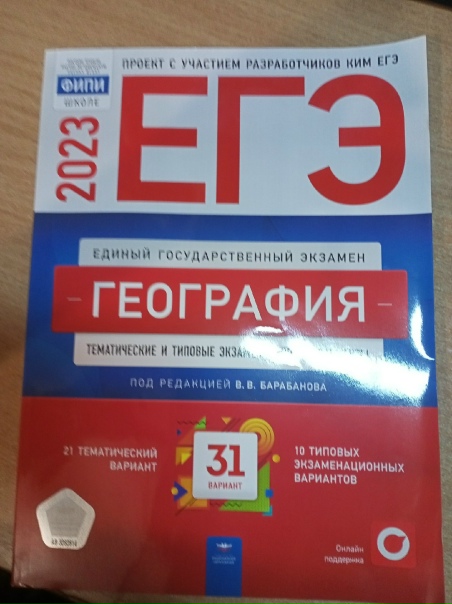 ПРОЕКТ С УЧАСТИЕМ РАЗРАБОТЧИКОВ КИМ ЕГЭ
ФИПИ
ШКОЛЕ
2023
ЕГЭ
ЕДИНЫЙ ГОСУДАРСТВЕННЫЙ ЭКЗАМЕН
ГЕОГРАФИЯ
ТЕМАТИЧЕСКИЕ И ТИПОВЫЕ
ПОД РЕДАКЦИЕЙ В. В. БАРАБАНОВА
21 ТЕМАТИЧЕСКИЙ
ВАРИАНТ
31
ВАРИАНТ
10 ТИПОВЫХ
ЭКЗАМЕНАЦИОННЫХ
ВАРИАНТОВ
Онлайн
поддержка